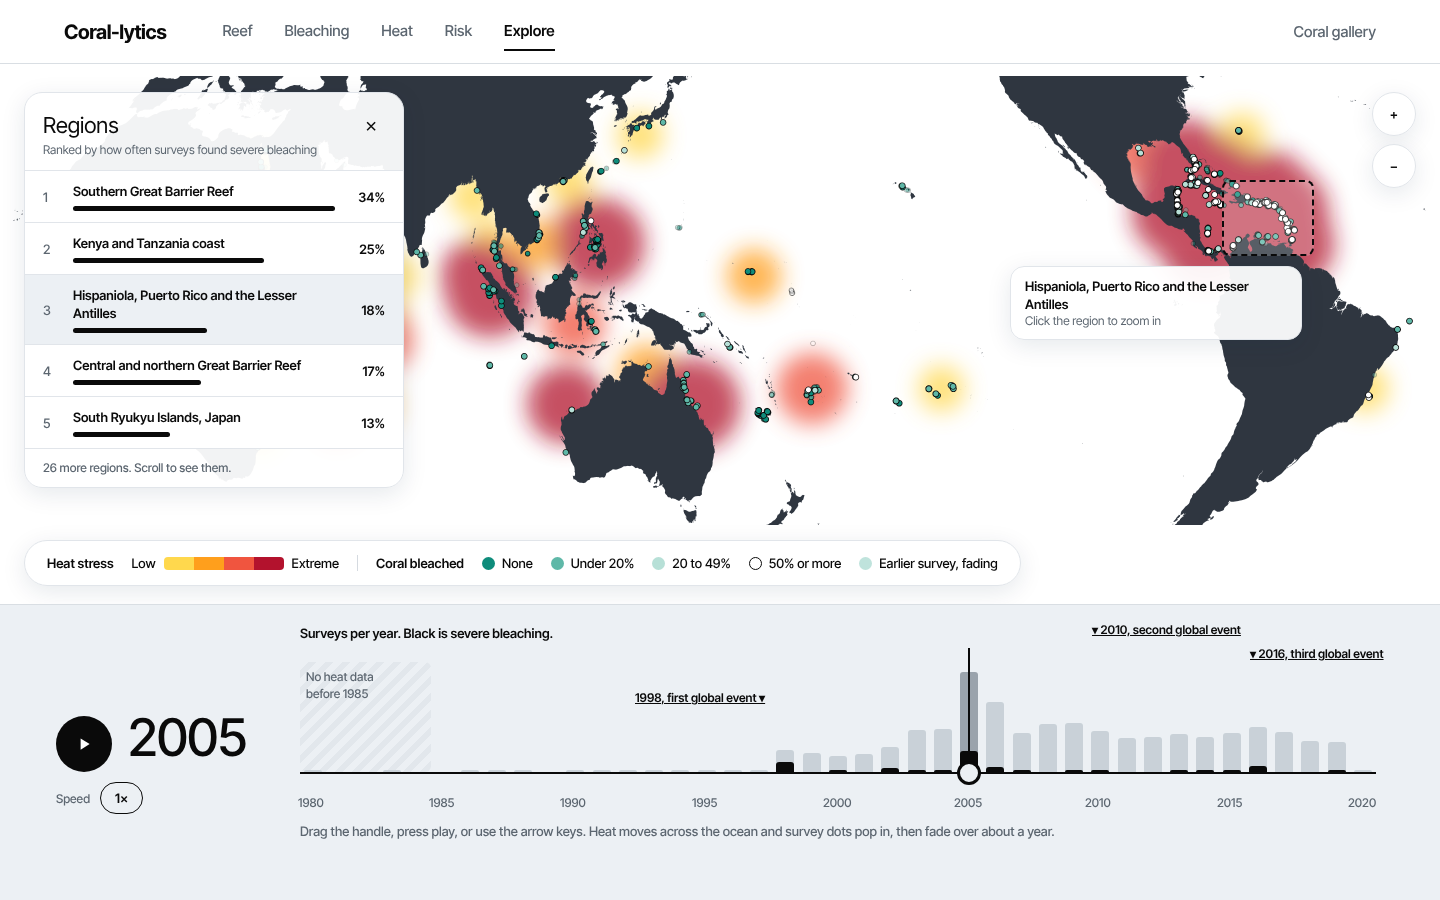 Coral-lytics
Reef
Bleaching
Heat
Risk
Explore
Coral gallery
Regions
×
Ranked by how often surveys found severe bleaching
1 Southern Great Barrier Reef 34%
2 Kenya and Tanzania coast 25%
3 Hispaniola, Puerto Rico and the Lesser
Antilles 18%
4 Central and northern Great Barrier Reef 17%
5 South Ryukyu Islands, Japan 13%
26 more regions. Scroll to see them.
+
−
Hispaniola, Puerto Rico and the Lesser
Antilles
Click the region to zoom in
Heat stress Low Extreme Coral bleached None Under 20% 20 to 49% 50% or more Earlier survey, fading
Surveys per year. Black is severe bleaching.
▾ 2010, second global event
▾ 2016, third global event
No heat data
before 1985
1998, first global event ▾
2005
Speed 1×
1980 1985 1990 1995 2000 2005 2010 2015 2020
Drag the handle, press play, or use the arrow keys. Heat moves across the ocean and survey dots pop in, then fade over about a year.